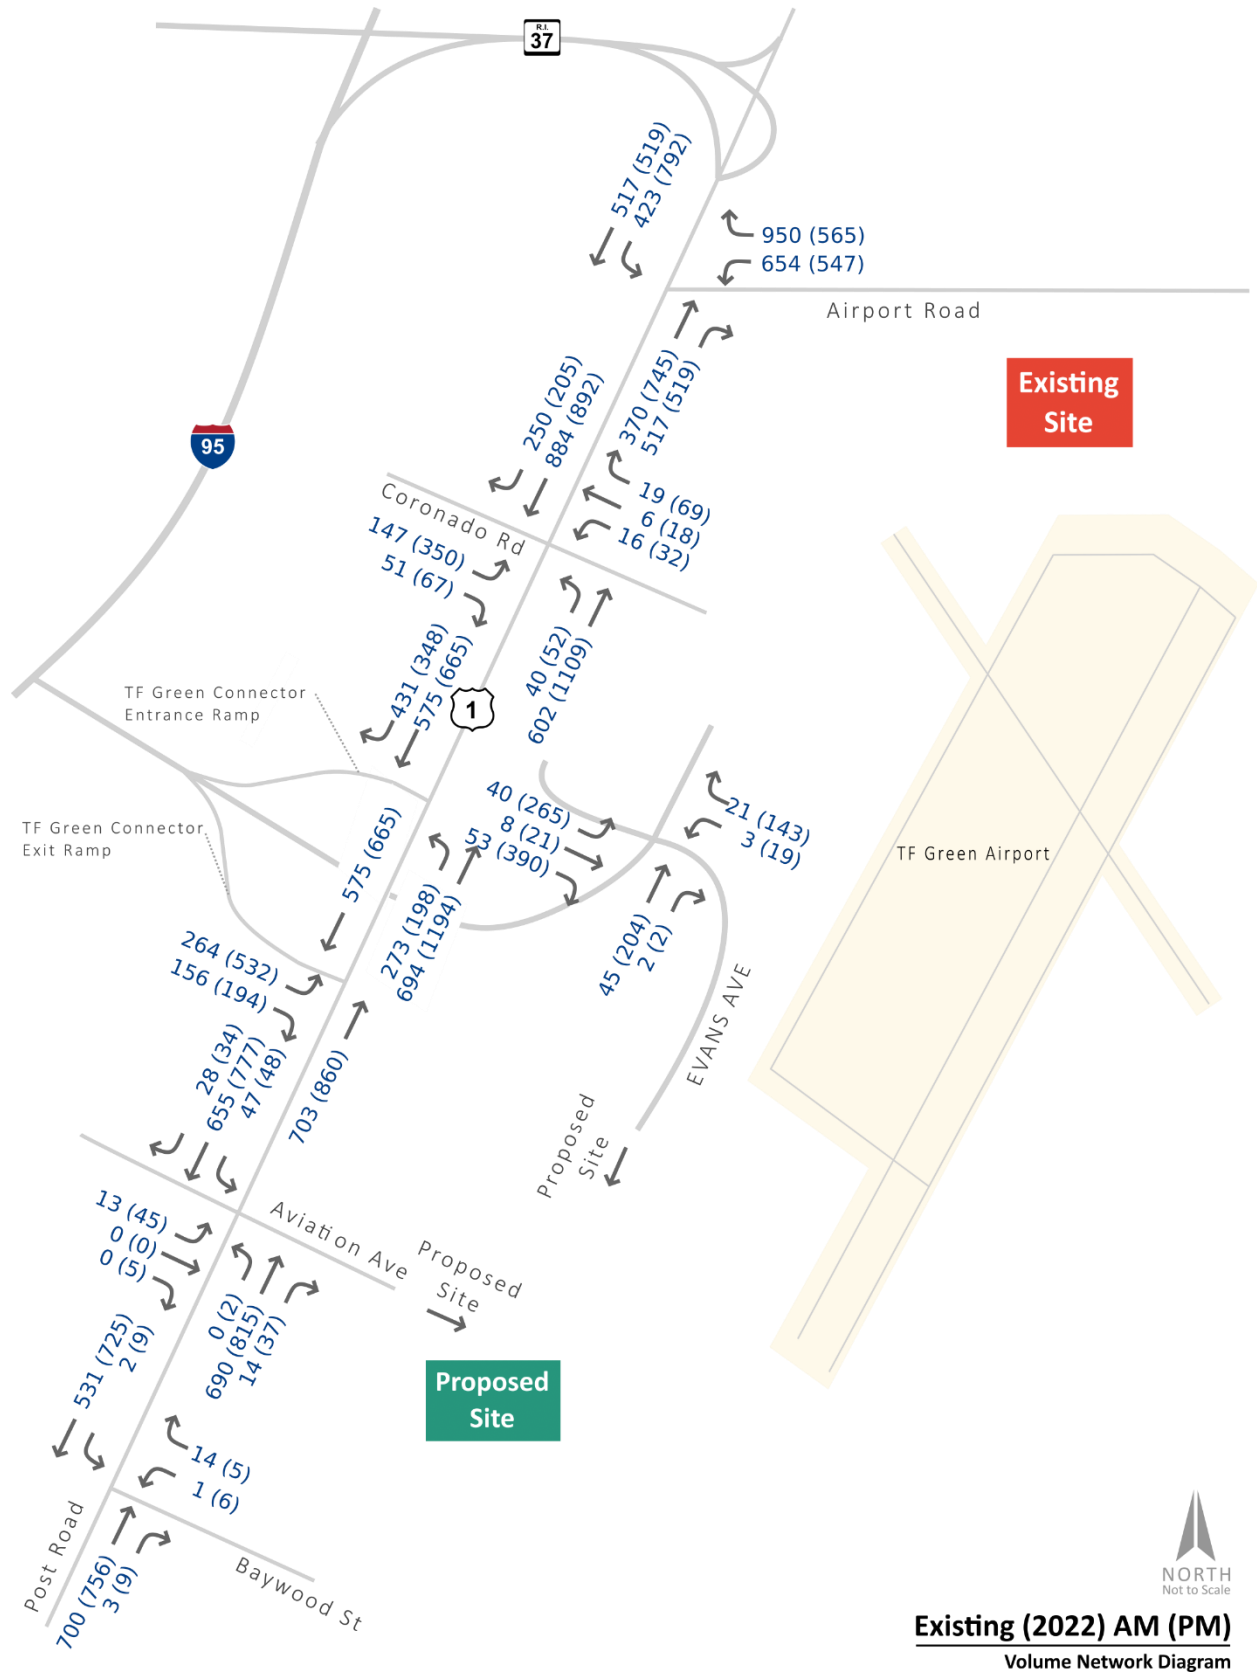 R.I.
37
517 (519)
423 (792)
950 (565)
654 (547)
Airport Road
370 (745)
517 (519)
Existing
Site
250 (205)
884 (892)
95
19 (69)
6 (18)
16 (32)
Coronado Rd
147 (350)
51 (67)
40 (52)
602 (1109)
431 (348)
575 (665)
1
TF Green Connector
Entrance Ramp
TF Green Connector
Exit Ramp
575 (665)
40 (265)
8 (21)
53 (390)
21 (143)
3 (19)
TF Green Airport
273 (198)
694 (1194)
45 (204)
2 (2)
EVANS AVE
264 (532)
156 (194)
28 (34)
655 (777)
47 (48)
703 (860)
Proposed
Site
13 (45)
0 (0)
0 (5)
Aviation Ave
Proposed
Site
0 (2)
690 (815)
14 (37)
531 (725)
2 (9)
Proposed
Site
14 (5)
1 (6)
Post Road
700 (756)
3 (9)
Baywood St
NORTH
Not to Scale
Existing (2022) AM (PM)
Volume Network Diagram